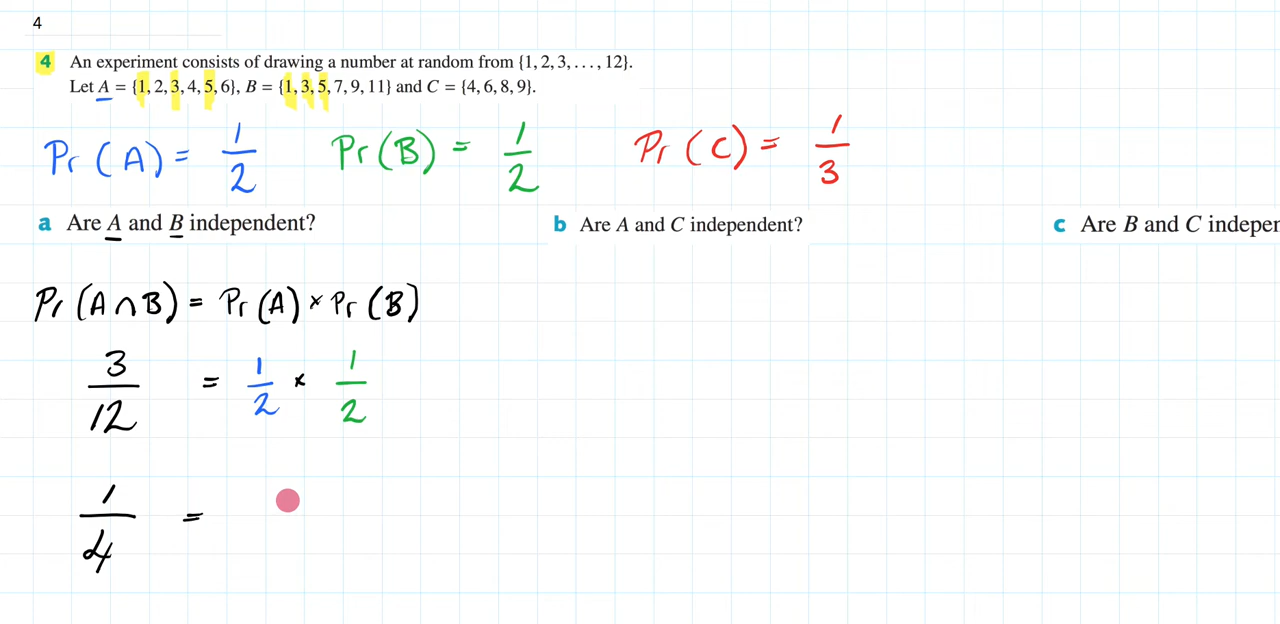 4
4 An experiment consists of drawing a number at random from {1, 2, 3, . . . , 12}.
Let A = {1, 2, 3, 4, 5, 6}, B = {1, 3, 5, 7, 9, 11} and C = {4, 6, 8, 9}.
Pr(A) = 1/2 Pr(B) = 1/2 Pr(C) = 1/3
a Are A and B independent? b Are A and C independent? c Are B and C indepen
Pr(A∩B) = Pr(A) × Pr(B)
3/12 = 1/2 × 1/2
1/4 =